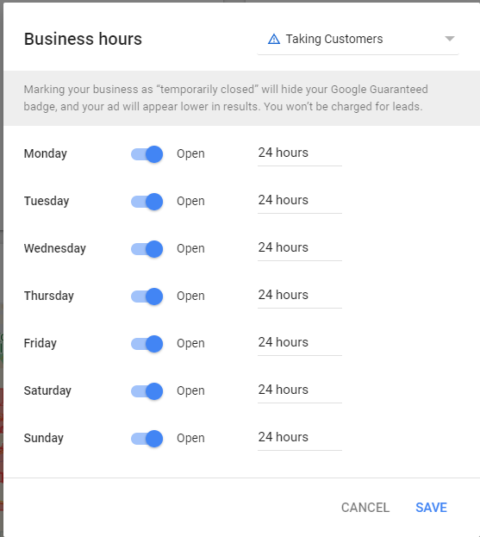 Business hours
Taking Customers
Marking your business as “temporarily closed” will hide your Google Guaranteed
badge, and your ad will appear lower in results. You won't be charged for leads.
Monday Open 24 hours
Tuesday Open 24 hours
Wednesday Open 24 hours
Thursday Open 24 hours
Friday Open 24 hours
Saturday Open 24 hours
Sunday Open 24 hours
CANCEL SAVE